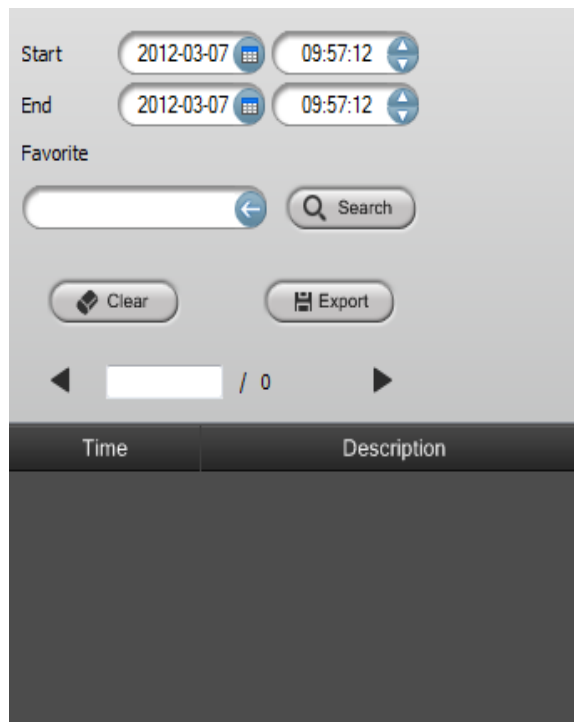 Start 2012-03-07 09:57:12
End 2012-03-07 09:57:12
Favorite
Search
Clear Export
/ 0
Time Description